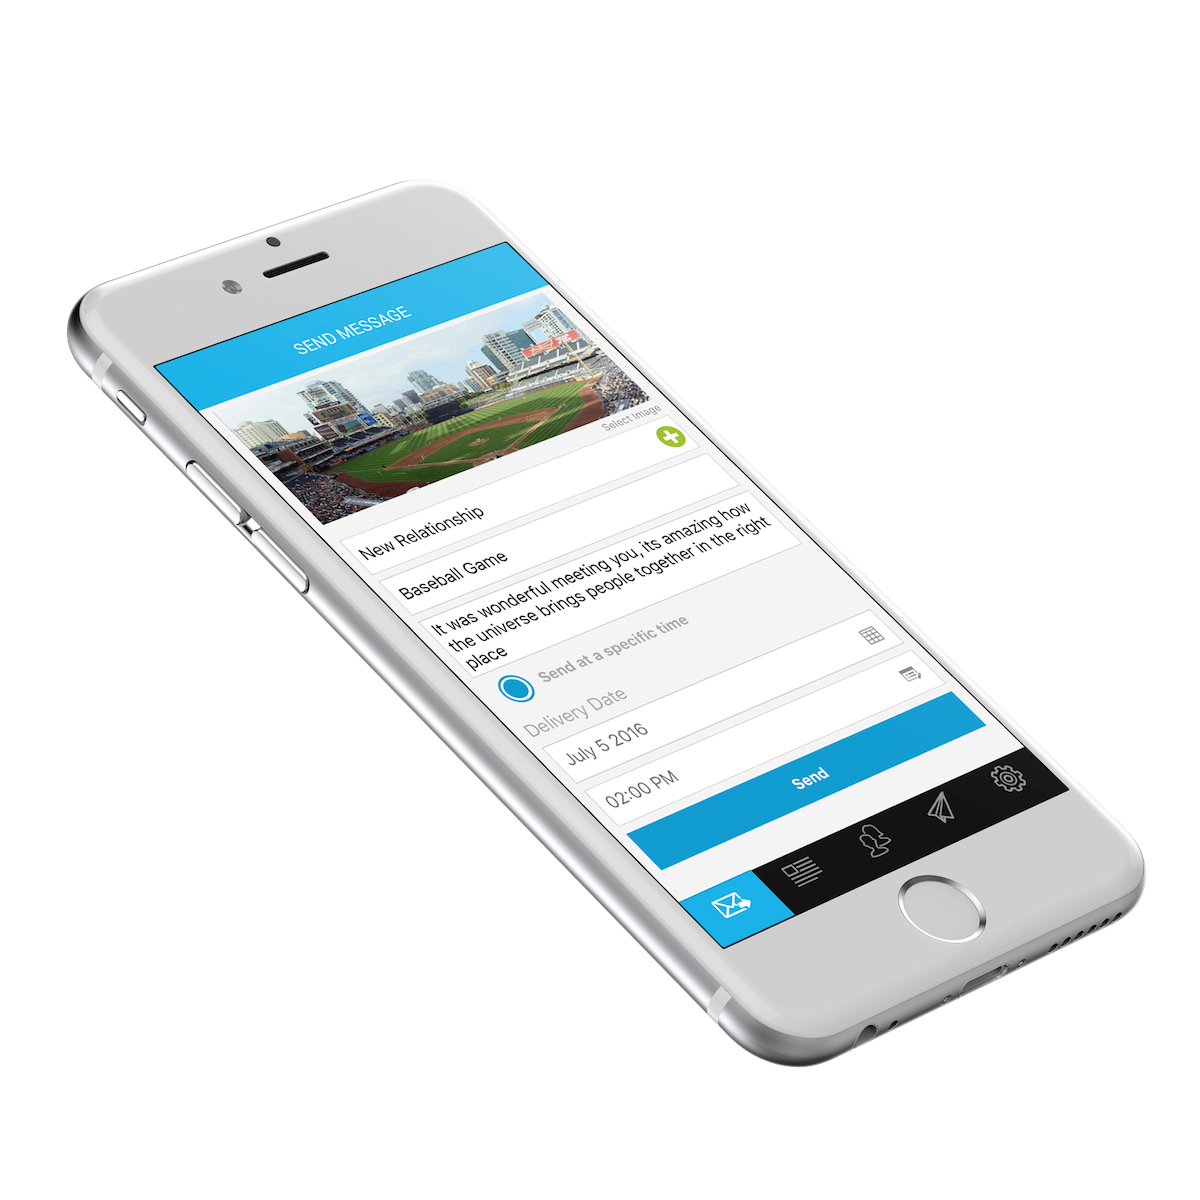 SEND MESSAGE
Select Image
New Relationship
Baseball Game
It was wonderful meeting you, its amazing how
the universe brings people together in the right
place
Send at a specific time
Delivery Date
July 5 2016
02:00 PM
Send